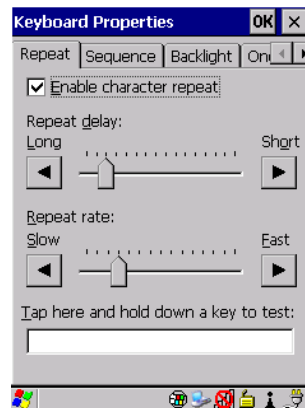 Keyboard Properties OK ×
Repeat Sequence Backlight On
Enable character repeat
Repeat delay:
Long Short
Repeat rate:
Slow Fast
Tap here and hold down a key to test: